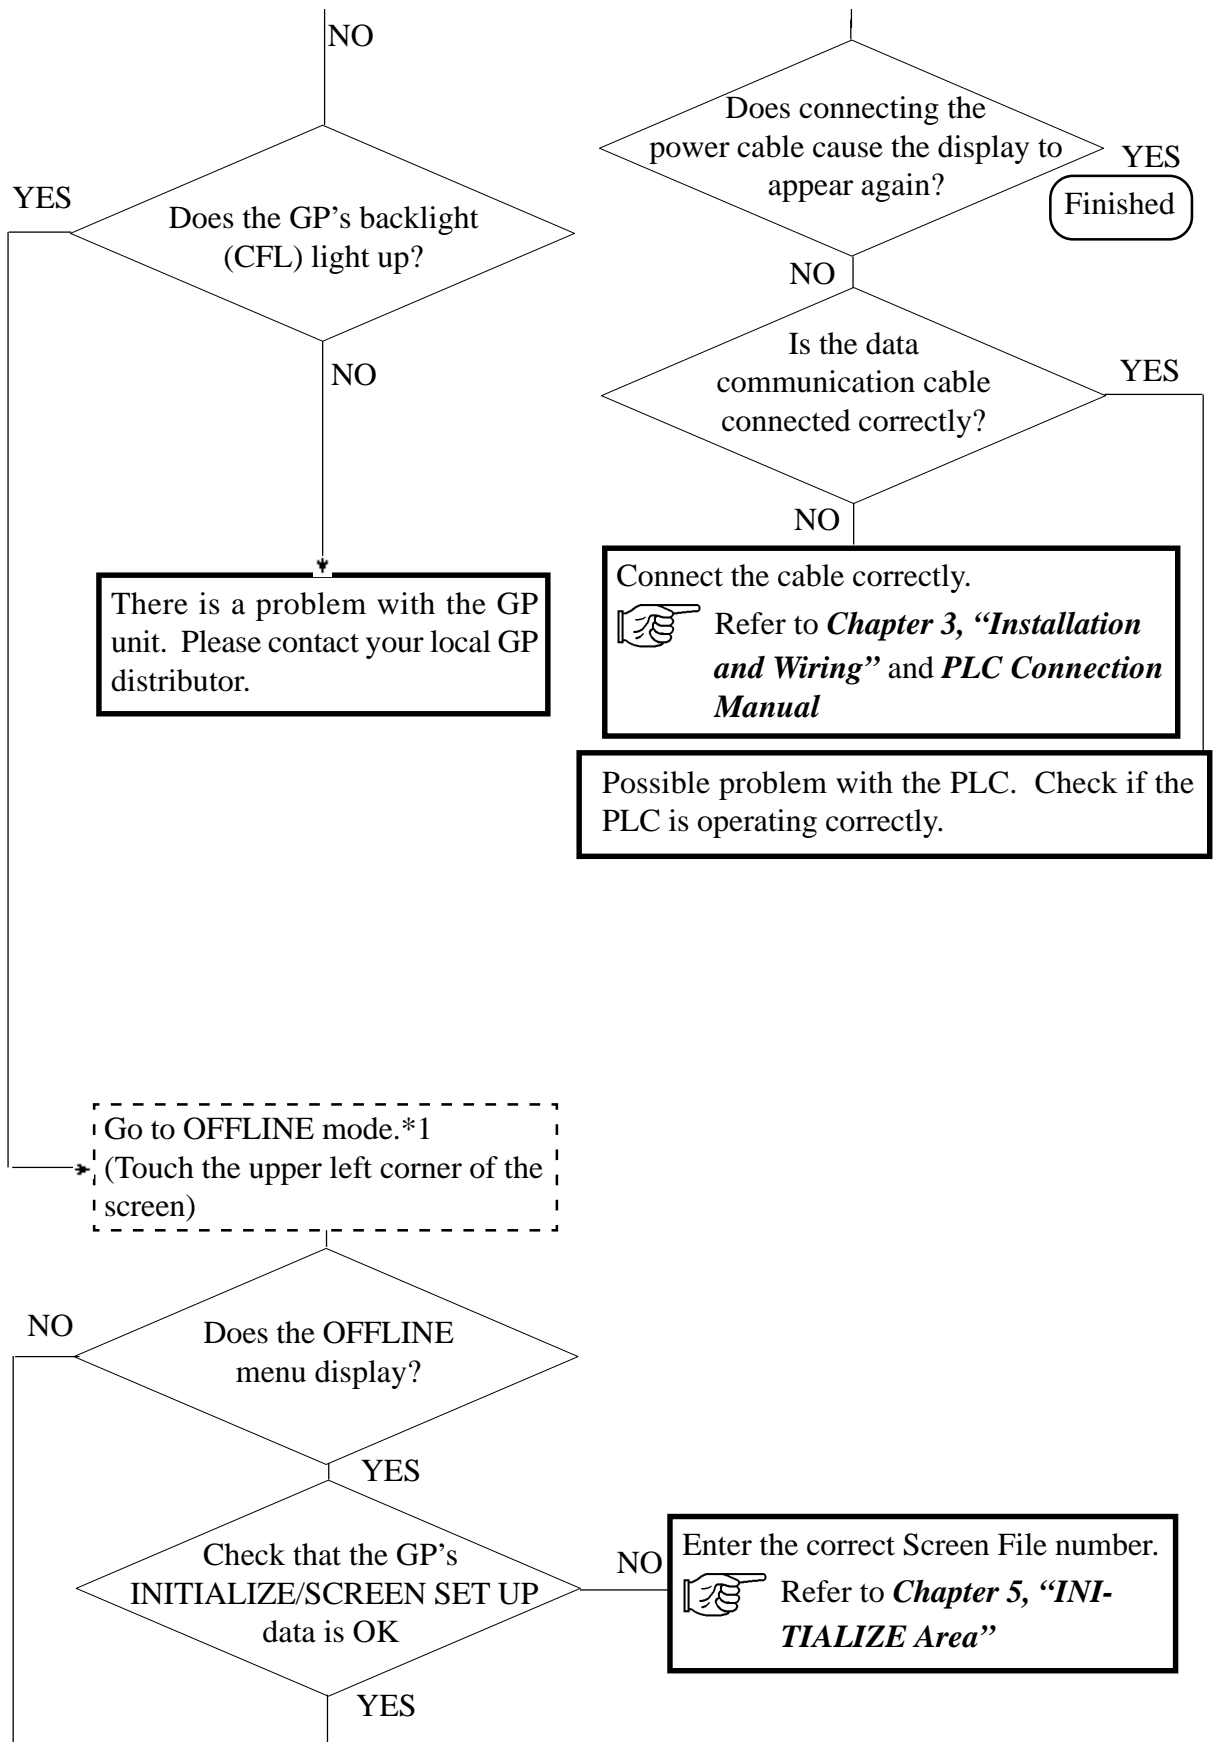 NO
Does the GP’s backlight
(CFL) light up?
YES
NO
There is a problem with the GP
unit.  Please contact your local GP
distributor.
Does connecting the
power cable cause the display to
appear again?
YES
Finished
NO
Is the data
communication cable
connected correctly?
YES
NO
Connect the cable correctly.
Refer to Chapter 3, “Installation
and Wiring” and PLC Connection
Manual
Possible problem with the PLC.  Check if the
PLC is operating correctly.
Go to OFFLINE mode.*1
(Touch the upper left corner of the
screen)
NO
Does the OFFLINE
menu display?
YES
Check that the GP’s
INITIALIZE/SCREEN SET UP
data is OK
NO
Enter the correct Screen File number.
Refer to Chapter 5, “INI-
TIALIZE Area”
YES